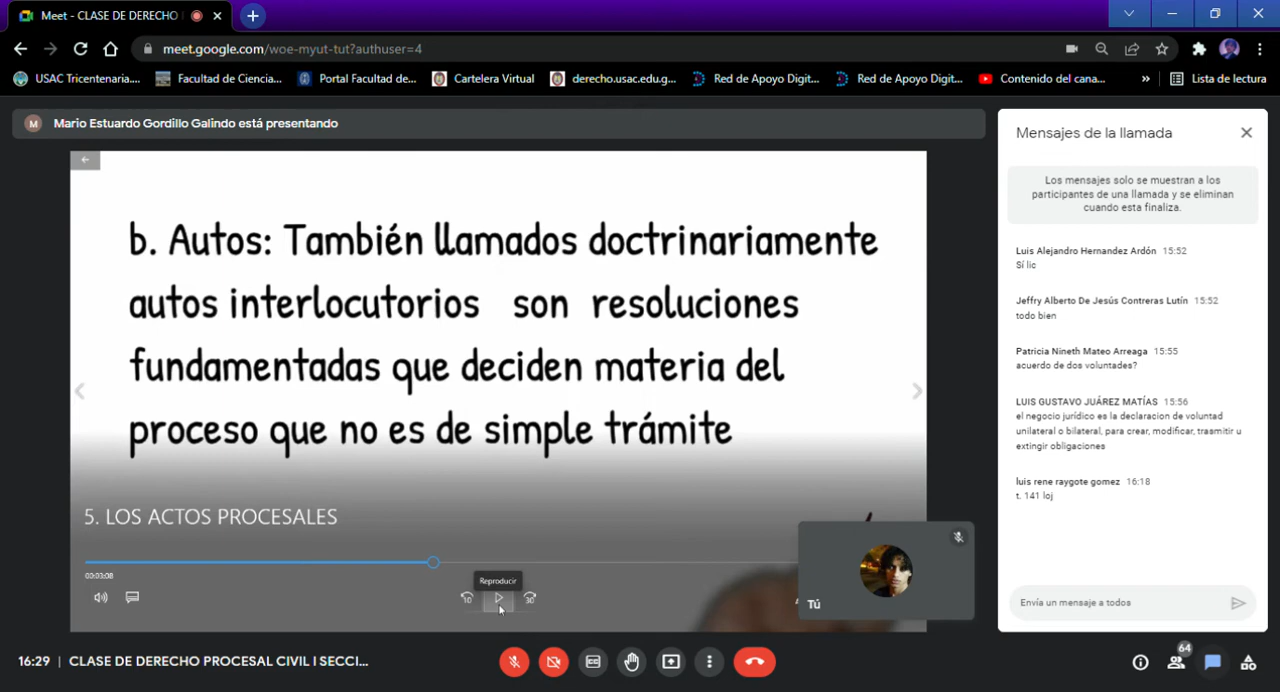 Meet - CLASE DE DERECHO
meet.google.com/woe-myut-tut?authuser=4
USAC Tricentenaria....
Facultad de Ciencia...
Portal Facultad de...
Cartelera Virtual
derecho.usac.edu.g...
Red de Apoyo Digit...
Red de Apoyo Digit...
Contenido del cana...
»
Lista de lectura
M
Mario Estuardo Gordillo Galindo está presentando
b. Autos: También llamados doctrinariamente
autos interlocutorios son resoluciones
fundamentadas que deciden materia del
proceso que no es de simple trámite
5. LOS ACTOS PROCESALES
00:03:08
Reproducir
10
30
Tú
Mensajes de la llamada
Los mensajes solo se muestran a los
participantes de una llamada y se eliminan
cuando esta finaliza.
Luis Alejandro Hernandez Ardón 15:52
Sí lic
Jeffry Alberto De Jesús Contreras Lutín 15:52
todo bien
Patricia Nineth Mateo Arreaga 15:55
acuerdo de dos voluntades?
LUIS GUSTAVO JUÁREZ MATÍAS 15:56
el negocio jurídico es la declaracion de voluntad
unilateral o bilateral, para crear, modificar, trasmitir u
extingir obligaciones
luis rene raygote gomez 16:18
t. 141 loj
Envía un mensaje a todos
16:29 | CLASE DE DERECHO PROCESAL CIVIL I SECCI...
64